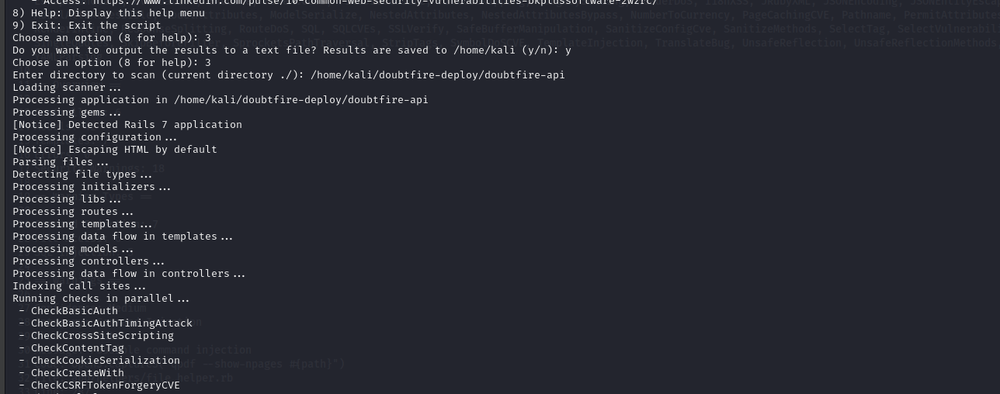 - Access: https://www.linkedin.com/pulse/10-common-web-security-vulnerabilities-bkplussoftware-2wzrc/
8) Help: Display this help menu
9) Exit: Exit the script
Choose an option (8 for help): 3
Do you want to output the results to a text file? Results are saved to /home/kali (y/n): y
Choose an option (8 for help): 3
Enter directory to scan (current directory ./): /home/kali/doubtfire-deploy/doubtfire-api
Loading scanner...
Processing application in /home/kali/doubtfire-deploy/doubtfire-api
Processing gems...
[Notice] Detected Rails 7 application
Processing configuration...
[Notice] Escaping HTML by default
Parsing files...
Detecting file types...
Processing initializers...
Processing libs...
Processing routes...
Processing templates...
Processing data flow in templates...
Processing models...
Processing controllers...
Processing data flow in controllers...
Indexing call sites...
Running checks in parallel...
- CheckBasicAuth
- CheckBasicAuthTimingAttack
- CheckCrossSiteScripting
- CheckContentTag
- CheckCookieSerialization
- CheckCreateWith
- CheckCSRFTokenForgeryCVE